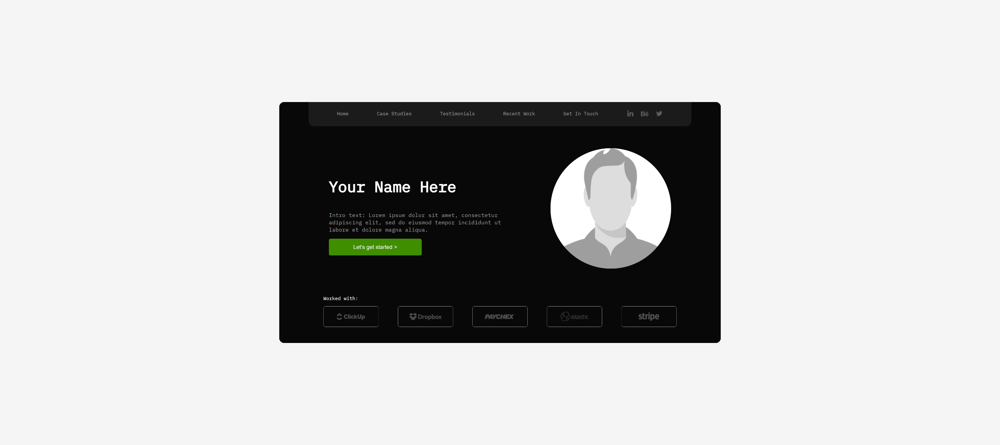 Home Case Studies Testimonials Recent Work Get In Touch in Bē
Your Name Here
Intro text: Lorem ipsum dolor sit amet, consectetur
adipiscing elit, sed do eiusmod tempor incididunt ut
labore et dolore magna aliqua.
Let's get started >
Worked with:
ClickUp Dropbox PAYCHEX elastic stripe